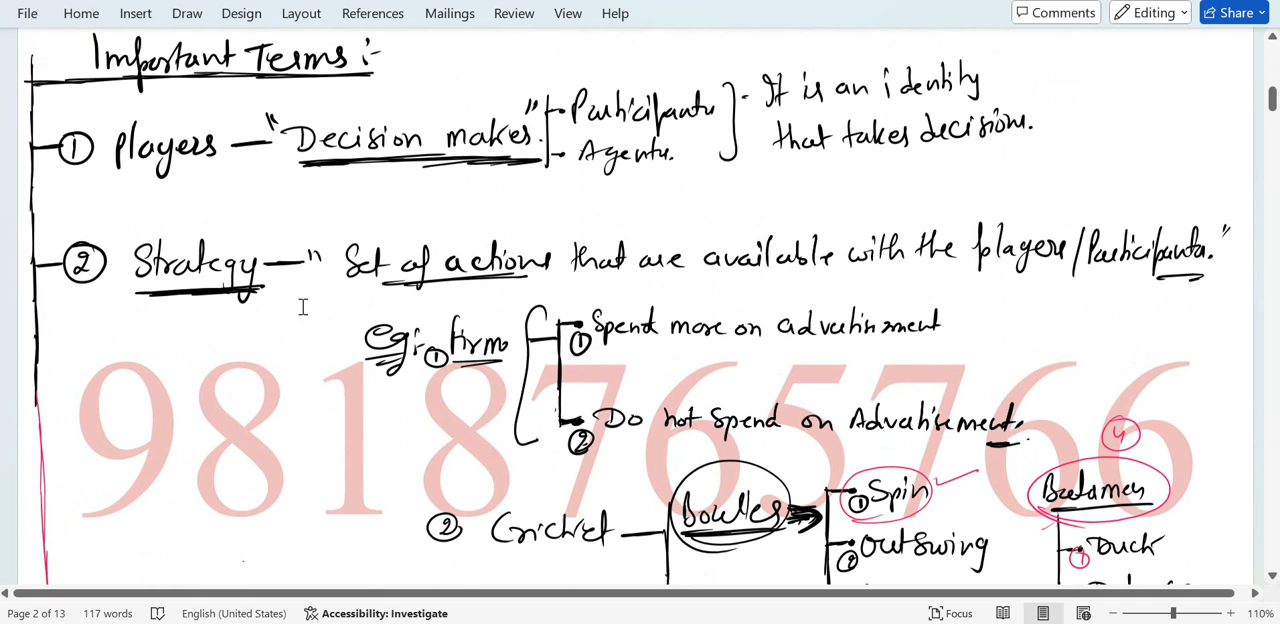 File Home Insert Draw Design Layout References Mailings Review View Help Comments Editing Share
Important Terms :-
① Players — "Decision makes." - Participants - It is an identity
- Agents. that takes decision.
② Strategy — " Set of actions that are available with the players/Participants."
eg:- ① firm ① Spend more on advertisment
② Do not Spend on Advertisement.
9818765766
4
② Cricket — Bowler ① Spin Batsmen
② Outswing ① Duck
Page 2 of 13 117 words English (United States) Accessibility: Investigate Focus 110%